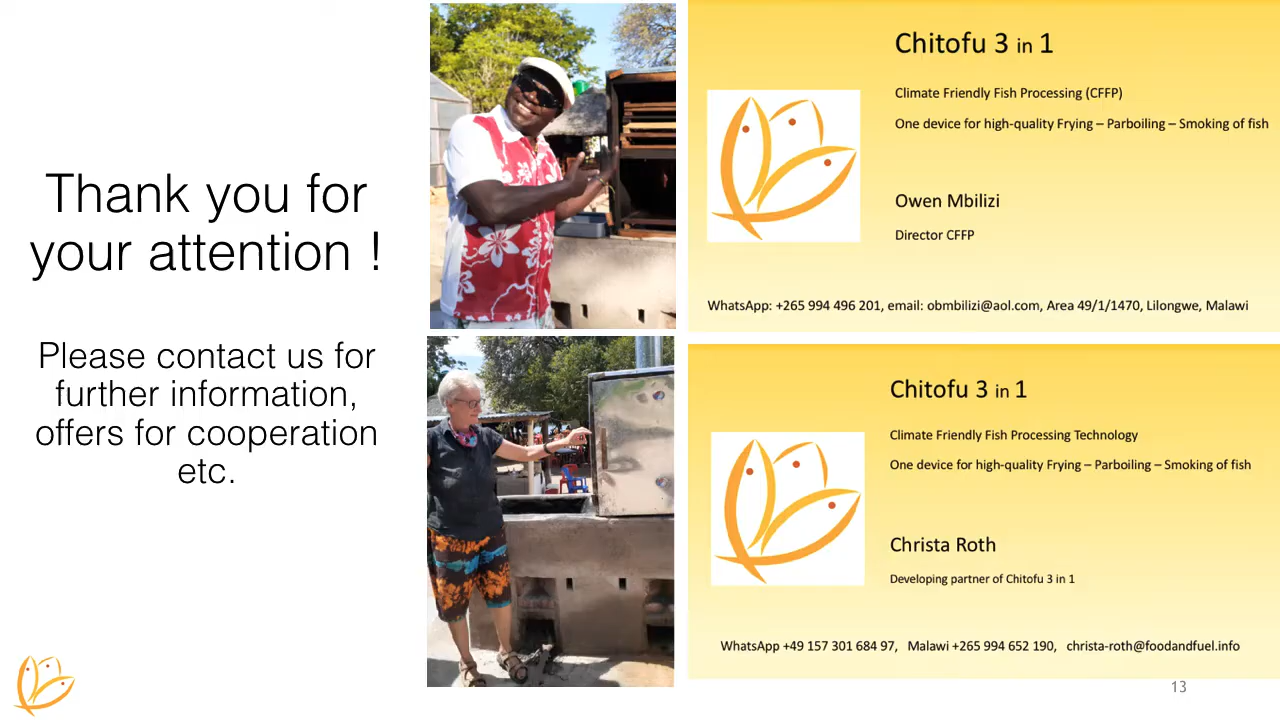 Thank you for
your attention !
Please contact us for
further information,
offers for cooperation
etc.
Chitofu 3 in 1
Climate Friendly Fish Processing (CFFP)
One device for high-quality Frying – Parboiling – Smoking of fish
Owen Mbilizi
Director CFFP
WhatsApp: +265 994 496 201, email: obmbilizi@aol.com, Area 49/1/1470, Lilongwe, Malawi
Chitofu 3 in 1
Climate Friendly Fish Processing Technology
One device for high-quality Frying – Parboiling – Smoking of fish
Christa Roth
Developing partner of Chitofu 3 in 1
WhatsApp +49 157 301 684 97, Malawi +265 994 652 190, christa-roth@foodandfuel.info
13